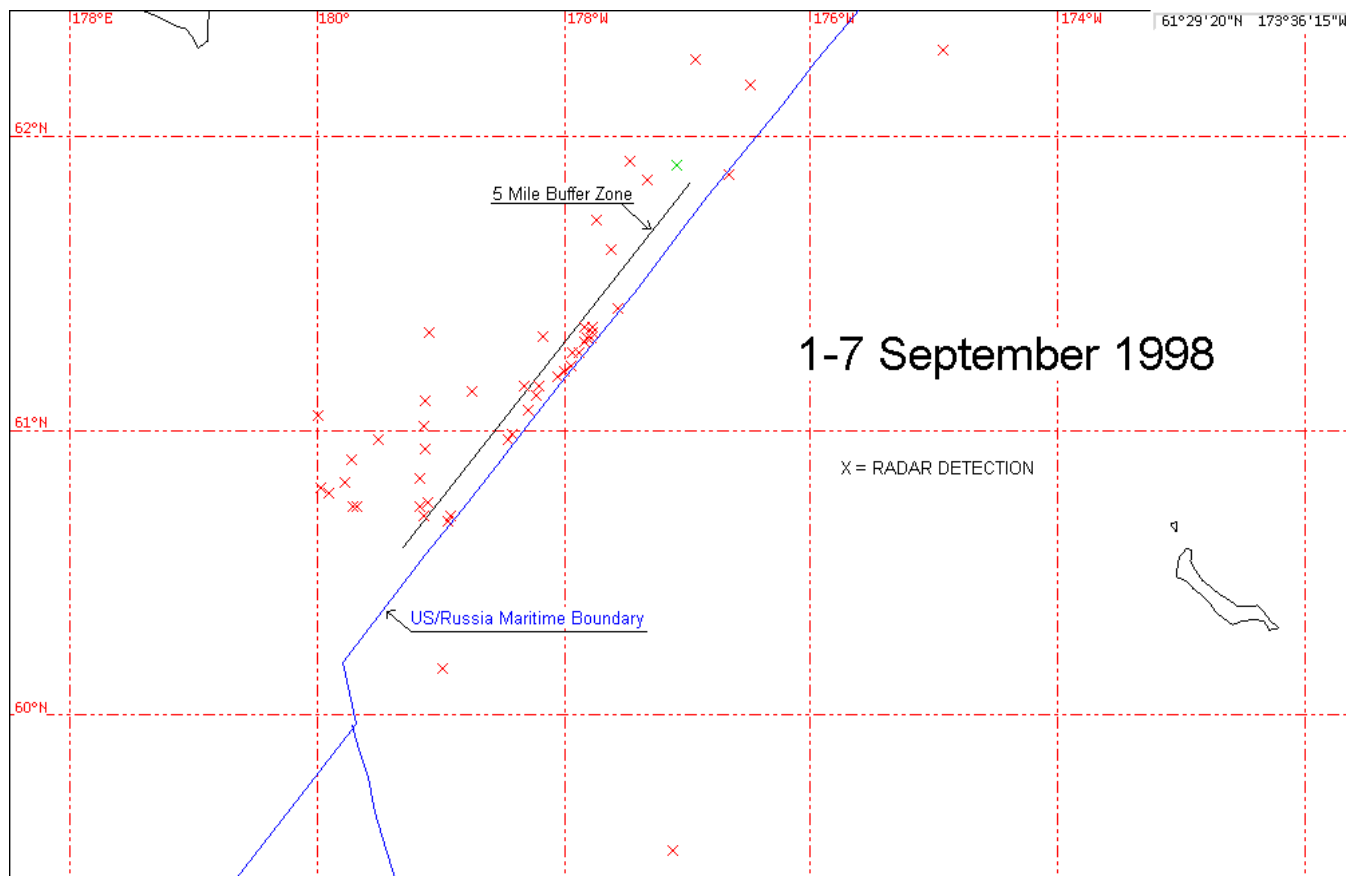 178°E 180° 178°W 176°W 174°W 61°29'20"N 173°36'15"W
62°N
5 Mile Buffer Zone
1-7 September 1998
61°N
X = RADAR DETECTION
US/Russia Maritime Boundary
60°N